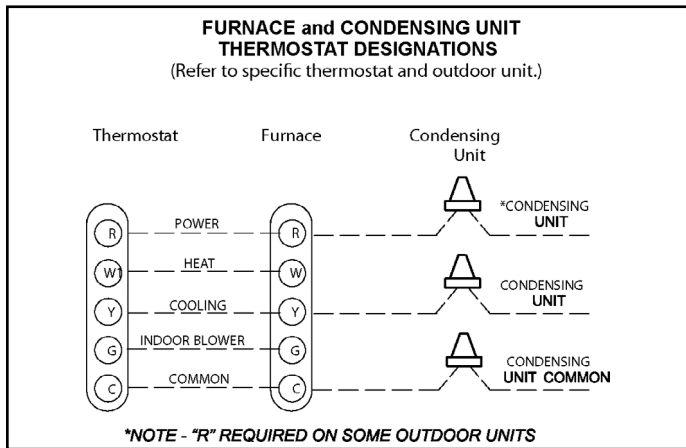 FURNACE and CONDENSING UNIT
THERMOSTAT DESIGNATIONS
(Refer to specific thermostat and outdoor unit.)
Thermostat Furnace Condensing
Unit
R POWER R *CONDENSING
UNIT
W1 HEAT W
Y COOLING Y CONDENSING
UNIT
G INDOOR BLOWER G
C COMMON C CONDENSING
UNIT COMMON
*NOTE - "R" REQUIRED ON SOME OUTDOOR UNITS